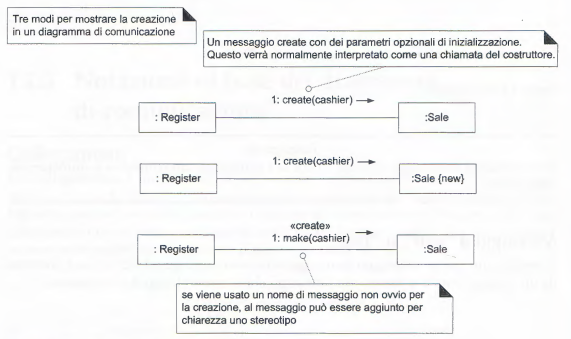 Tre modi per mostrare la creazione
in un diagramma di comunicazione
Un messaggio create con dei parametri opzionali di inizializzazione.
Questo verrà normalmente interpretato come una chiamata del costruttore.
1: create(cashier)
: Register
:Sale
1: create(cashier)
: Register
:Sale {new}
«create»
1: make(cashier)
: Register
:Sale
se viene usato un nome di messaggio non ovvio per
la creazione, al messaggio può essere aggiunto per
chiarezza uno stereotipo